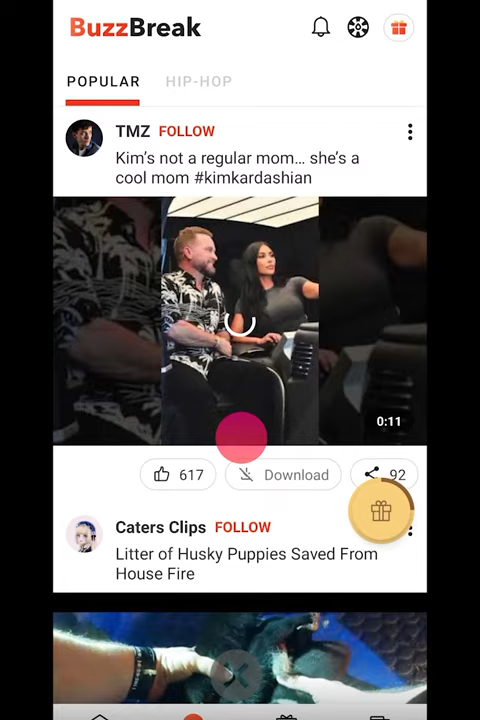 BuzzBreak
POPULAR
HIP-HOP
TMZ FOLLOW
Kim's not a regular mom... she's a
cool mom #kimkardashian
0:11
617
Download
92
Caters Clips FOLLOW
Litter of Husky Puppies Saved From
House Fire